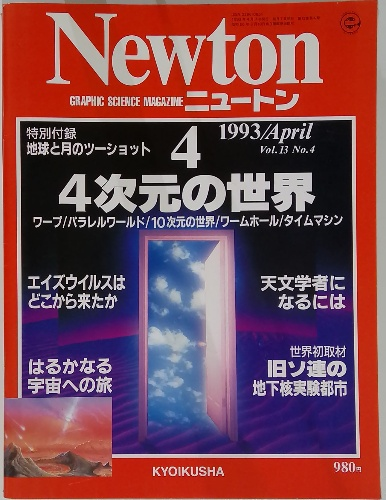 Newton
GRAPHIC SCIENCE MAGAZINE ニュートン
特別付録
地球と月のツーショット
4
1993/April
Vol.13 No.4
4次元の世界
ワープ/パラレルワールド/10次元の世界/ワームホール/タイムマシン
エイズウイルスは
どこから来たか
天文学者に
なるには
はるかなる
宇宙への旅
世界初取材
旧ソ連の
地下核実験都市
KYOIKUSHA
980円